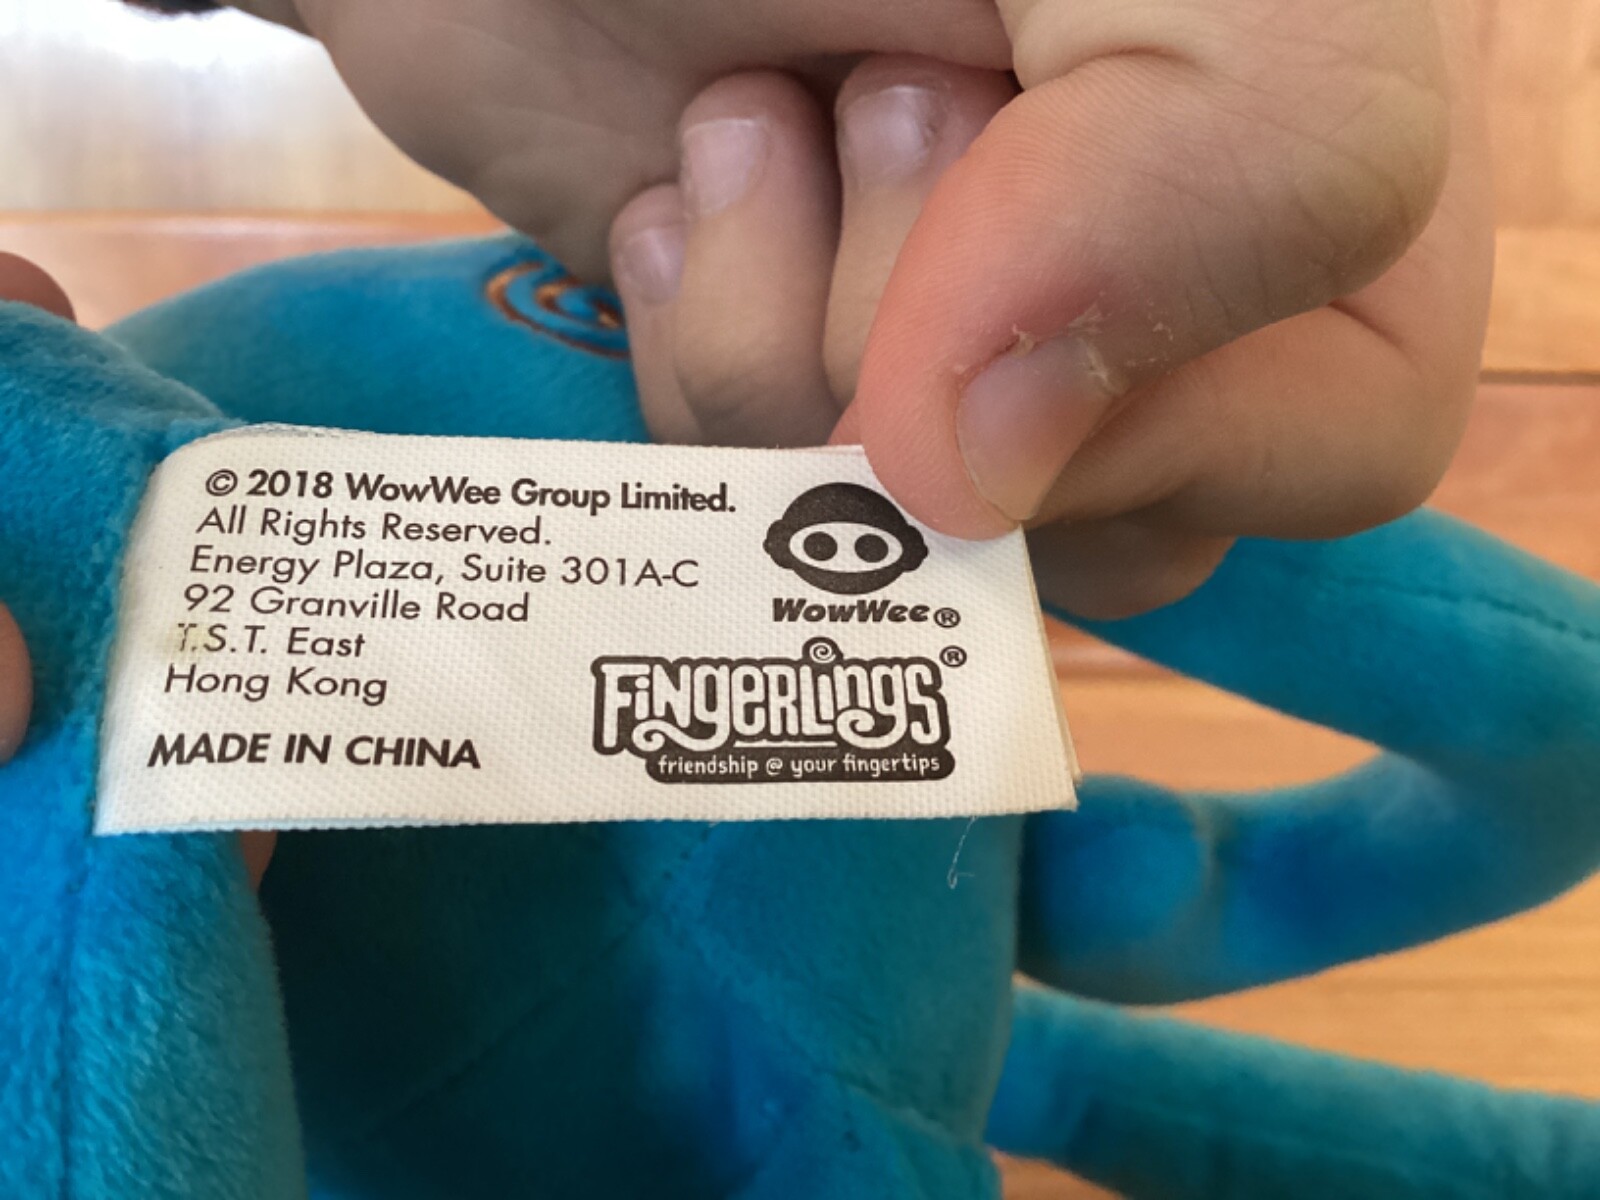 © 2018 WowWee Group Limited.
All Rights Reserved.
Energy Plaza, Suite 301A-C
92 Granville Road
T.S.T. East
Hong Kong
MADE IN CHINA
WowWee®
FiNgeRLings®
friendship @ your fingertips